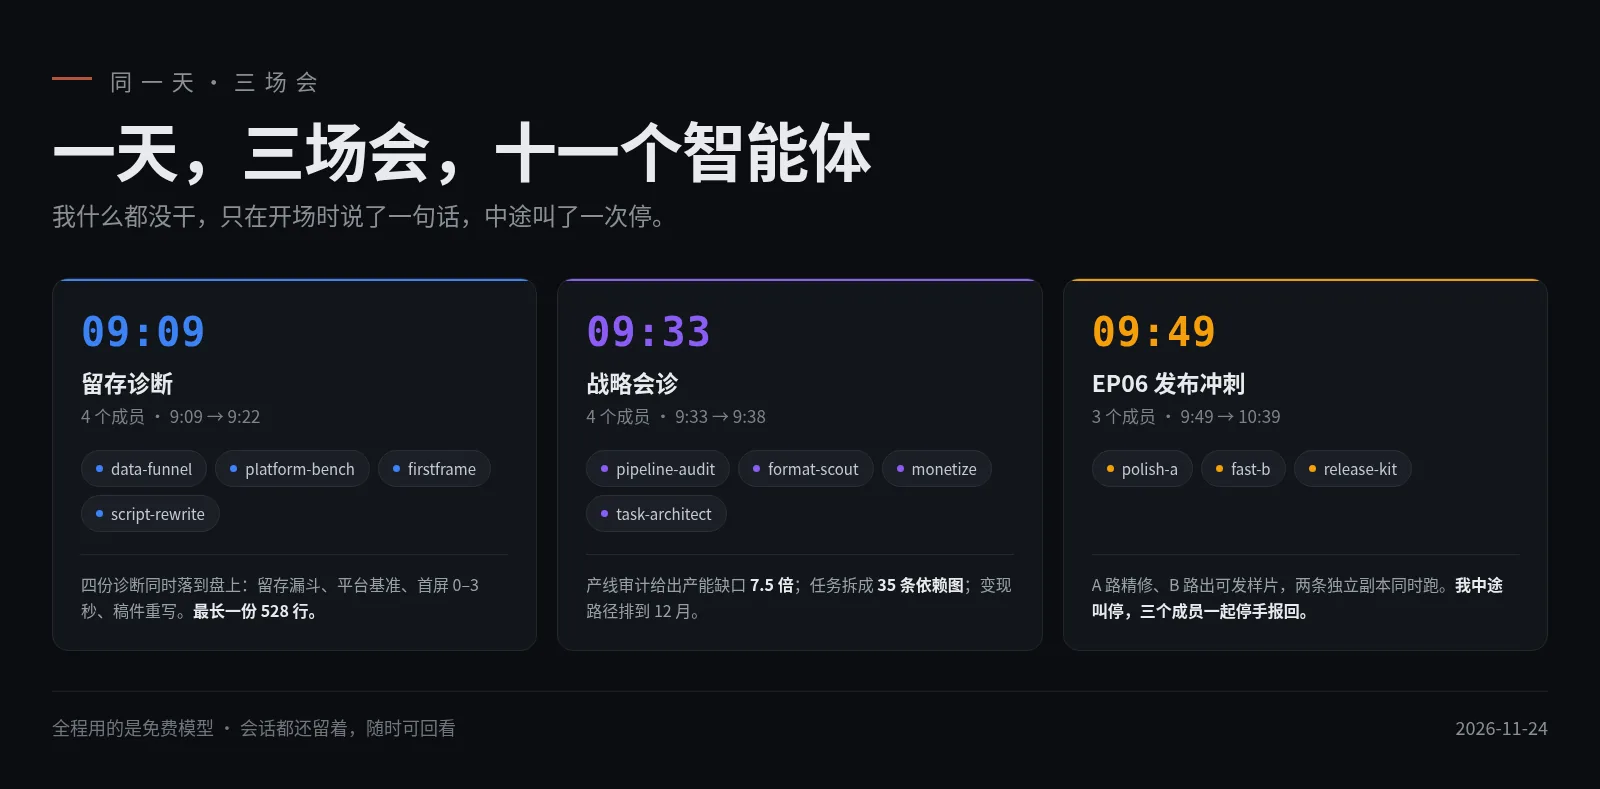 同一天・三场会
一天，三场会，十一个智能体
我什么都没干，只在开场时说了一句话，中途叫了一次停。
09:09
留存诊断
4 个成员 · 9:09 → 9:22
data-funnel
platform-bench
firstframe
script-rewrite
四份诊断同时落到盘上：留存漏斗、平台基准、首屏 0–3
秒、稿件重写。最长一份 528 行。
09:33
战略会诊
4 个成员 · 9:33 → 9:38
pipeline-audit
format-scout
monetize
task-architect
产线审计给出产能缺口 7.5 倍；任务拆成 35 条依赖图；变现
路径排到 12 月。
09:49
EP06 发布冲刺
3 个成员 · 9:49 → 10:39
polish-a
fast-b
release-kit
A 路精修、B 路出可发样片，两条独立副本同时跑。我中途
叫停，三个成员一起停手报回。
全程用的是免费模型 · 会话都还留着，随时可回看
2026-11-24